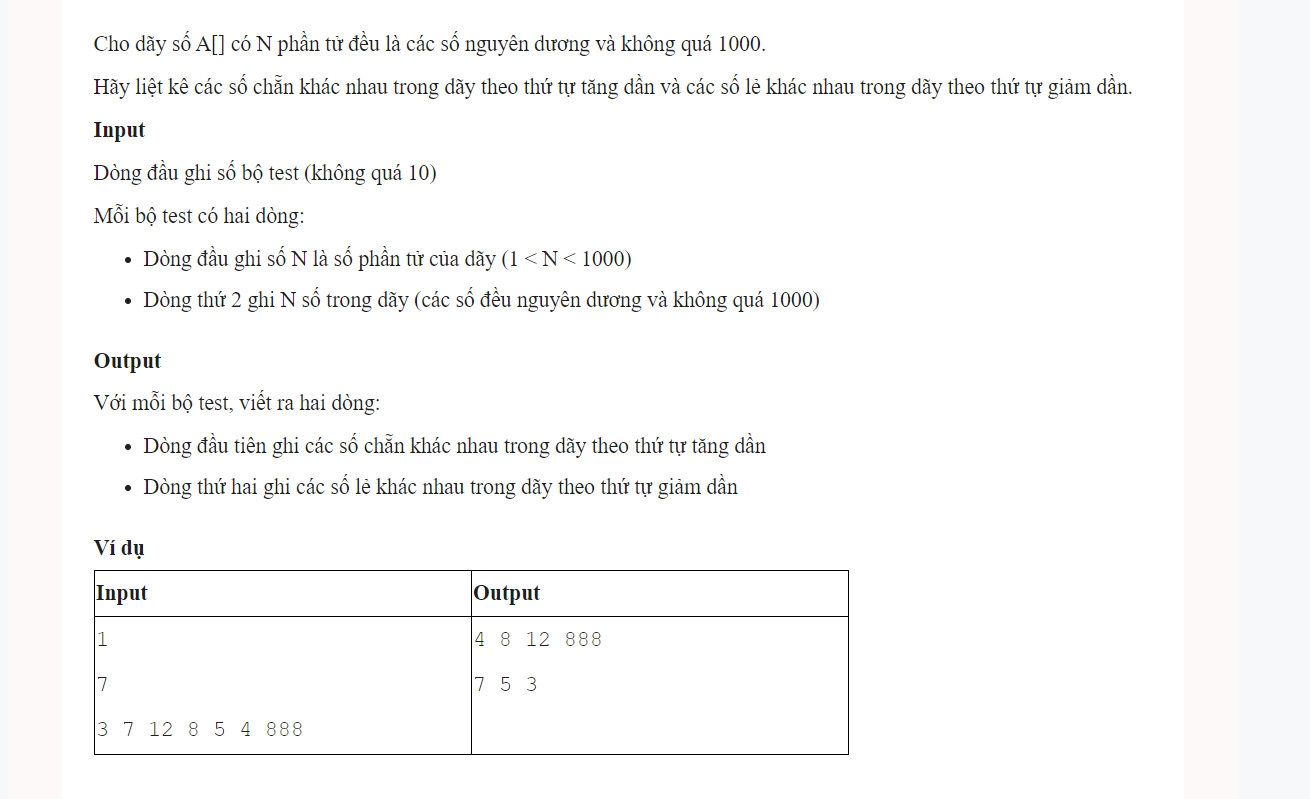 Cho dãy số A[] có N phần tử đều là các số nguyên dương và không quá 1000.
Hãy liệt kê các số chẵn khác nhau trong dãy theo thứ tự tăng dần và các số lẻ khác nhau trong dãy theo thứ tự giảm dần.
Input
Dòng đầu ghi số bộ test (không quá 10)
Mỗi bộ test có hai dòng:
• Dòng đầu ghi số N là số phần tử của dãy (1 < N < 1000)
• Dòng thứ 2 ghi N số trong dãy (các số đều nguyên dương và không quá 1000)
Output
Với mỗi bộ test, viết ra hai dòng:
• Dòng đầu tiên ghi các số chẵn khác nhau trong dãy theo thứ tự tăng dần
• Dòng thứ hai ghi các số lẻ khác nhau trong dãy theo thứ tự giảm dần
Ví dụ
Input Output
1 4 8 12 888
7 7 5 3
3 7 12 8 5 4 888